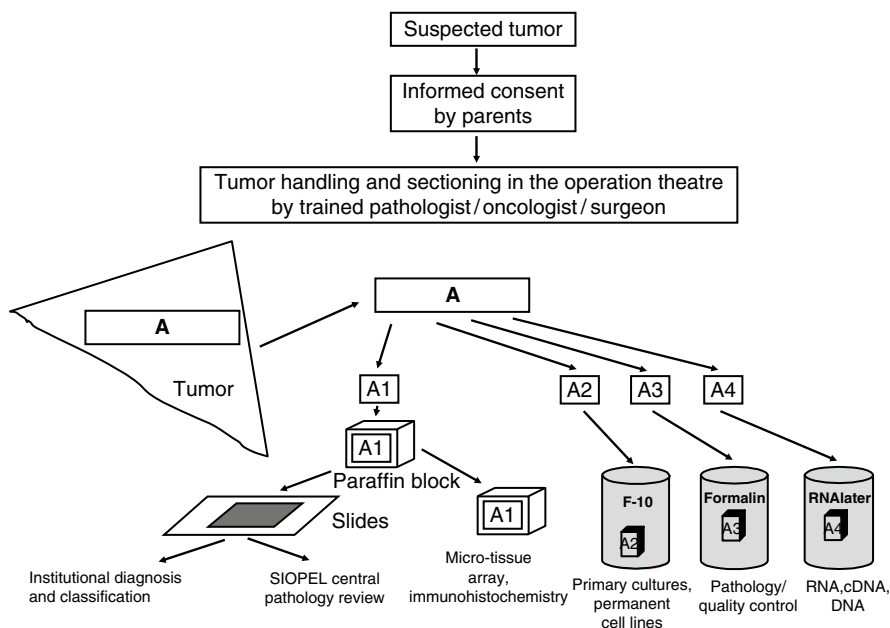 Suspected tumor
Informed consent
by parents
Tumor handling and sectioning in the operation theatre
by trained pathologist/oncologist/surgeon
A
A
Tumor
A1
A2
A3
A4
A1
Paraffin block
Slides
A1
F-10
A2
Formalin
A3
RNAlater
A4
Institutional diagnosis
and classification
SIOPEL central
pathology review
Micro-tissue
array,
immunohistochemistry
Primary cultures,
permanent
cell lines
Pathology/
quality control
RNA,cDNA,
DNA